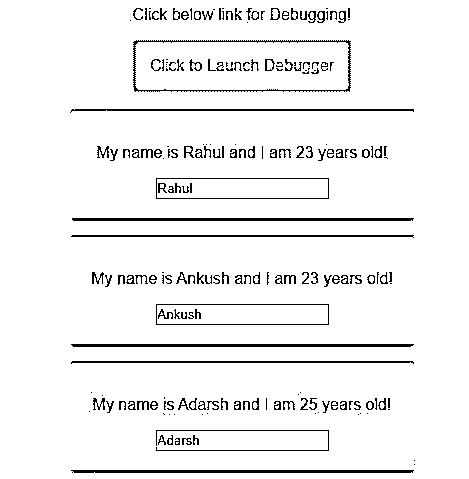 Click below link for Debugging!
Click to Launch Debugger
My name is Rahul and I am 23 years old!
Rahul
My name is Ankush and I am 23 years old!
Ankush
My name is Adarsh and I am 25 years old!
Adarsh